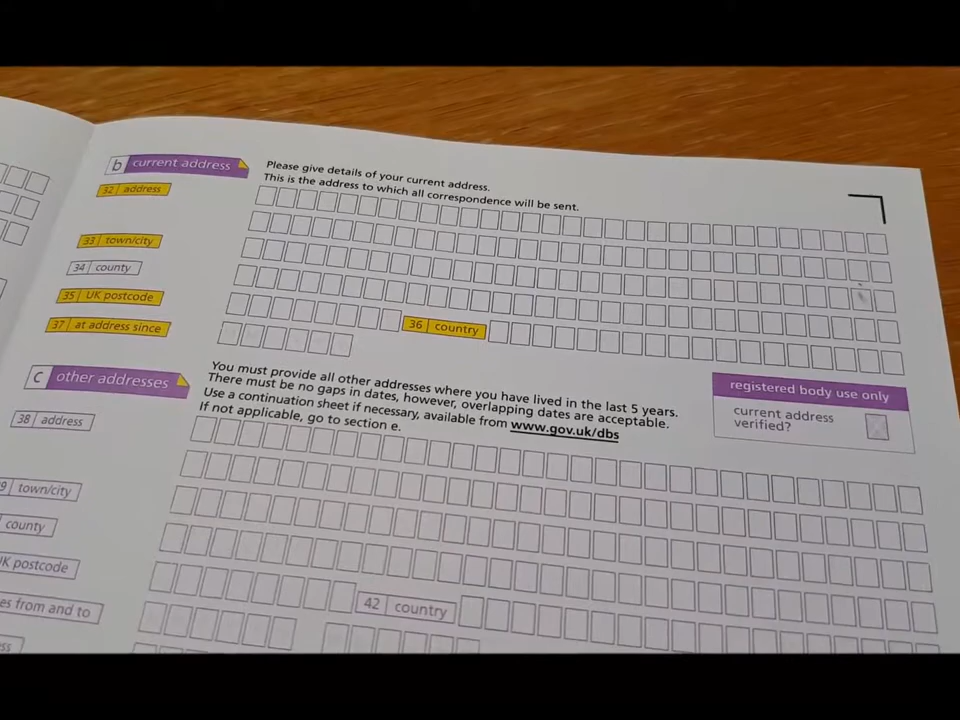 b current address
Please give details of your current address.
This is the address to which all correspondence will be sent.
32 address
33 town/city
34 county
35 UK postcode
36 country
37 at address since
c other addresses
You must provide all other addresses where you have lived in the last 5 years.
There must be no gaps in dates, however, overlapping dates are acceptable.
Use a continuation sheet if necessary, available from www.gov.uk/dbs
If not applicable, go to section e.
registered body use only
current address
verified?
38 address
9 town/city
county
UK postcode
42 country
es from and to
ss